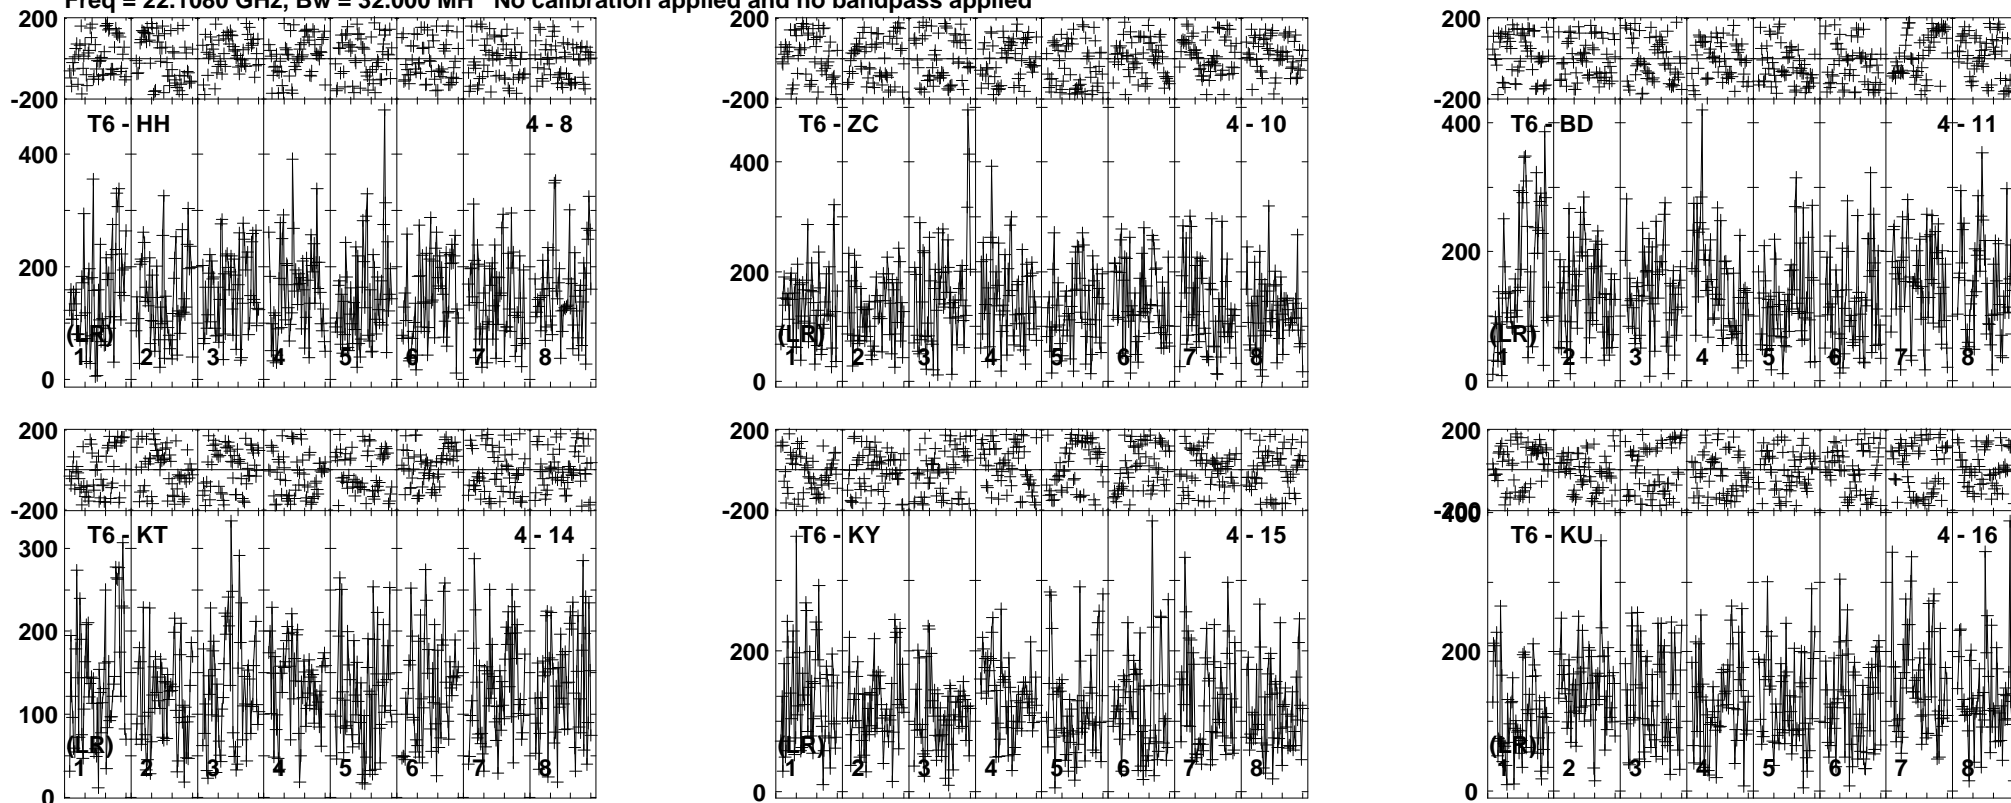 Freq = 22.1080 GHz, Bw = 32.000 MH No calibration applied and no bandpass applied
200 200 200
-200 -200 -200
T6 - HH 4 - 8 T6 - ZC 4 - 10 T6 - BD 4 - 11
400 400 400
200 200 200
(LR) (LR) (LR)
1 2 3 4 5 6 7 8 1 2 3 4 5 6 7 8 1 2 3 4 5 6 7 8
0 0 0
200 200 200
-200 -200 -200
400
T6 - KT 4 - 14 T6 - KY 4 - 15 T6 - KU 4 - 16
300
200 200 200
100
(LR) (LR) (LR)
1 2 3 4 5 6 7 8 1 2 3 4 5 6 7 8 1 2 3 4 5 6 7 8
0 0 0